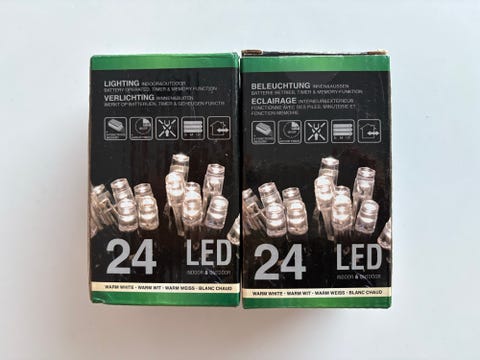 LIGHTING INDOOR&OUTDOOR
BATTERY OPERATED, TIMER & MEMORY FUNCTION
VERLICHTING BINNEN&BUITEN
WERKT OP BATTERIJEN, TIMER & GEHEUGEN FUNCTIE
24 LED
INDOOR & OUTDOOR
WARM WHITE - WARM WIT - WARM WEISS - BLANC CHAUD
BELEUCHTUNG INNEN&AUSSEN
BATTERIE BETRIEB, TIMER & MEMORY-FUNKTION
ECLAIRAGE INTERIEUR&EXTERIEUR
FONCTIONNE AVEC DES PILES, MINUTERIE ET
FONCTION MEMOIRE
24 LED
INDOOR & OUTDOOR
WARM WHITE - WARM WIT - WARM WEISS - BLANC CHAUD